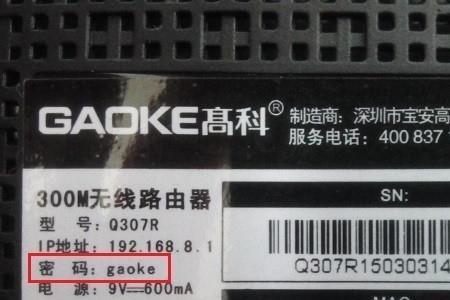 GAOKE高科® 制造商：深圳市宝安高
服务电话：400 837
300M无线路由器
型 号：Q307R
IP地址：192.168.8.1
密 码：gaoke
电 源：9V⎓600mA
SN:
Q307R15030314